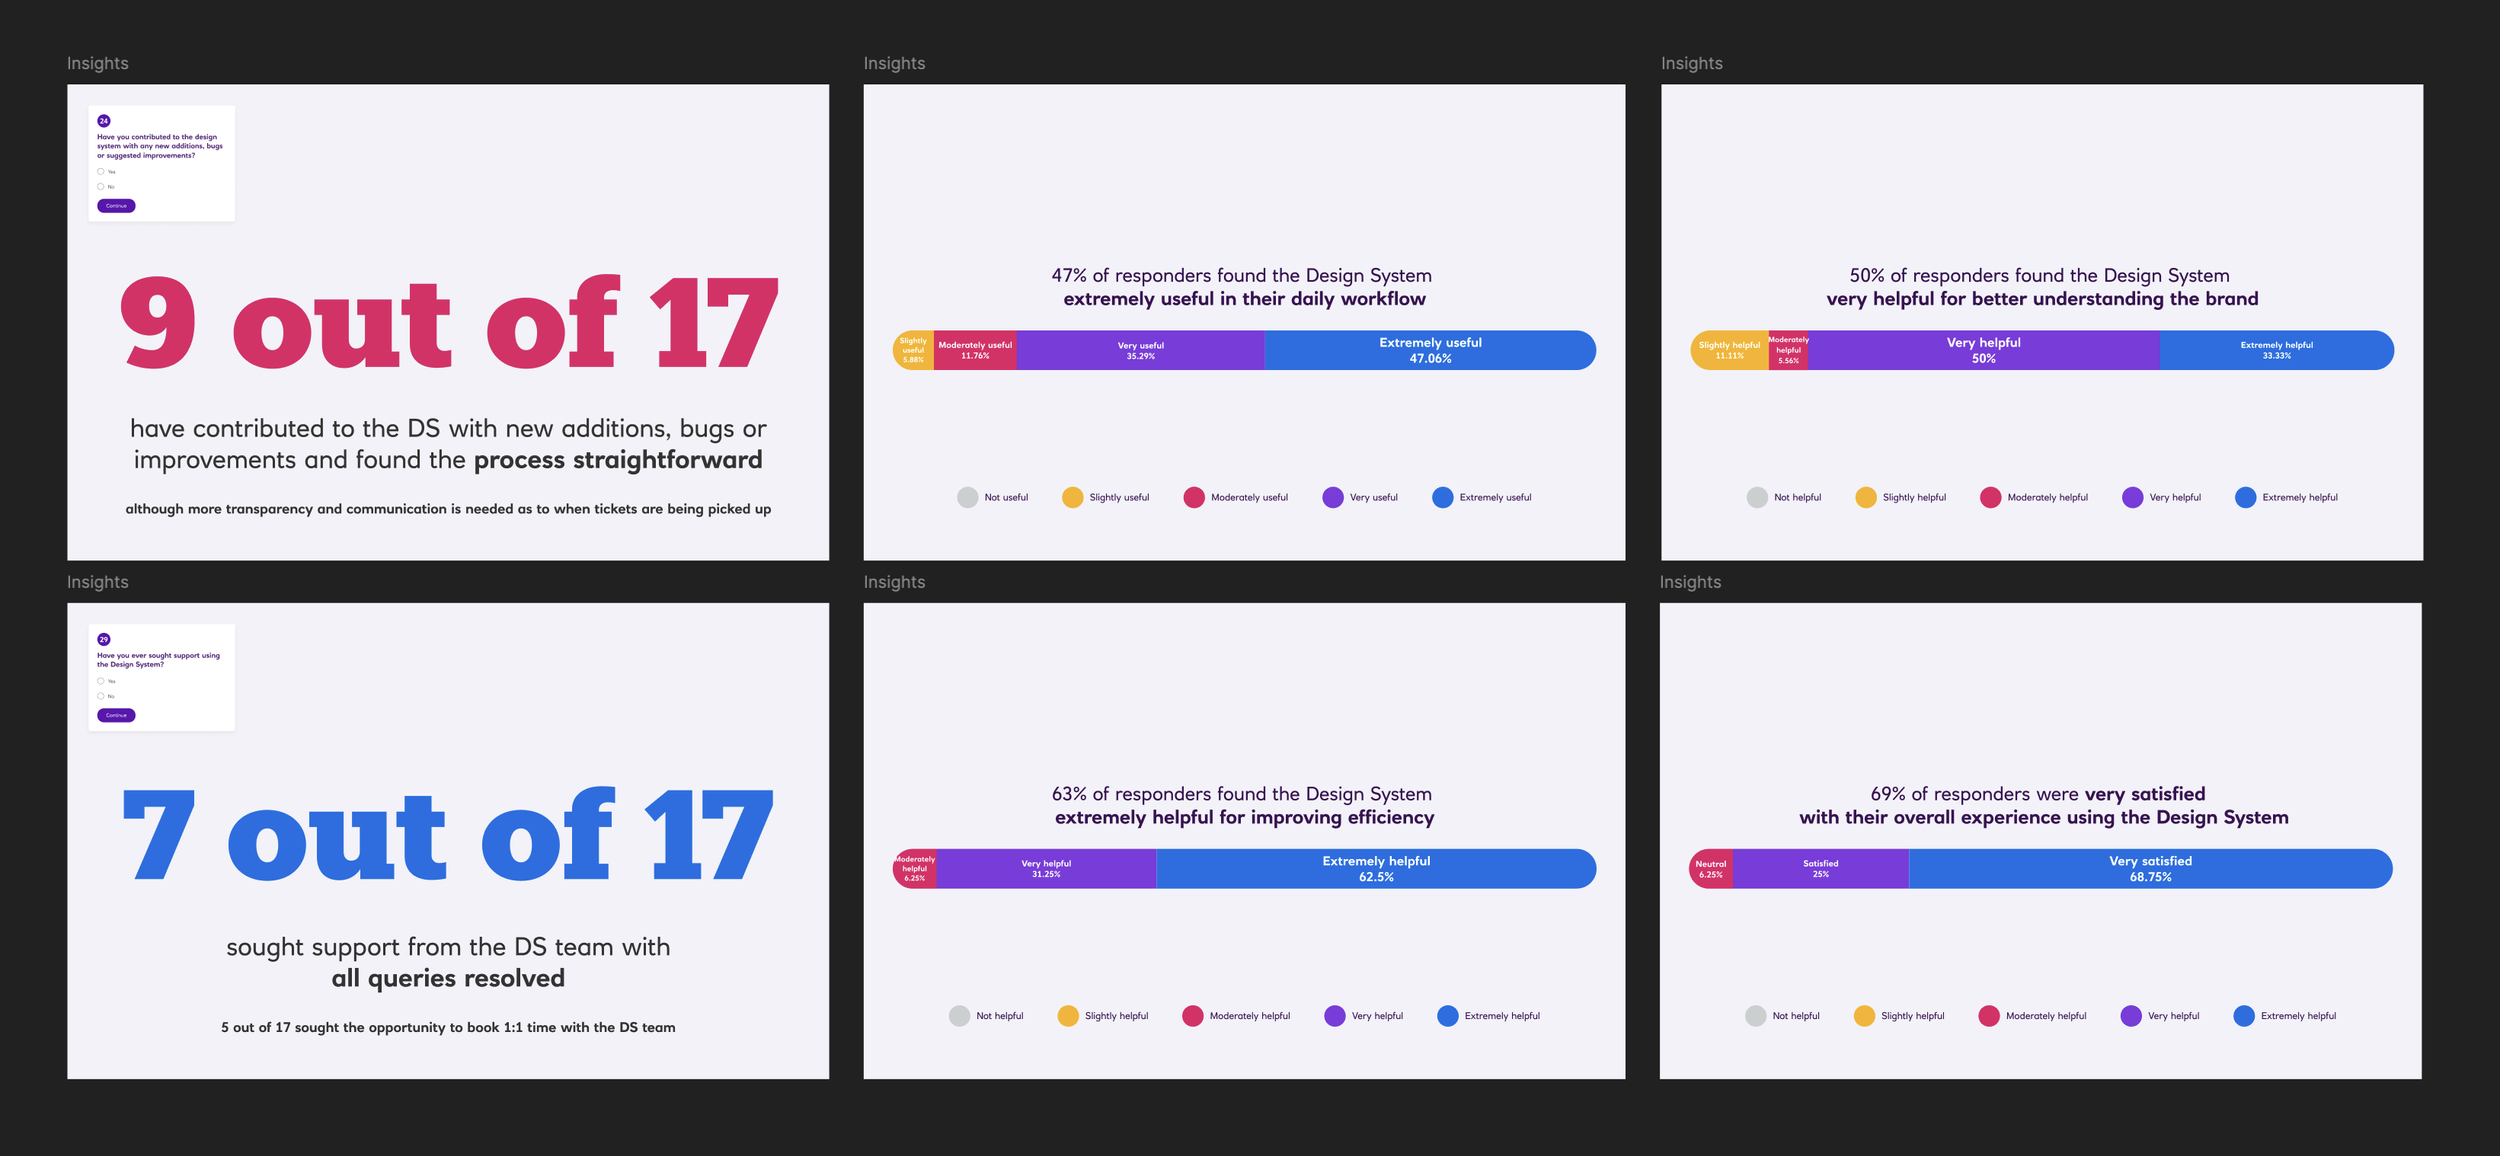 Insights
24
Have you contributed to the design
system with any new additions, bugs
or suggested improvements?
Yes
No
Continue
9 out of 17
have contributed to the DS with new additions, bugs or
improvements and found the process straightforward
although more transparency and communication is needed as to when tickets are being picked up
Insights
47% of responders found the Design System
extremely useful in their daily workflow
Slightly
useful
5.88%
Moderately useful
11.76%
Very useful
35.29%
Extremely useful
47.06%
Not useful
Slightly useful
Moderately useful
Very useful
Extremely useful
Insights
50% of responders found the Design System
very helpful for better understanding the brand
Slightly helpful
11.11%
Moderately
helpful
5.56%
Very helpful
50%
Extremely helpful
33.33%
Not helpful
Slightly helpful
Moderately helpful
Very helpful
Extremely helpful
Insights
29
Have you ever sought support using
the Design System?
Yes
No
Continue
7 out of 17
sought support from the DS team with
all queries resolved
5 out of 17 sought the opportunity to book 1:1 time with the DS team
Insights
63% of responders found the Design System
extremely helpful for improving efficiency
Moderately
helpful
6.25%
Very helpful
31.25%
Extremely helpful
62.5%
Not helpful
Slightly helpful
Moderately helpful
Very helpful
Extremely helpful
Insights
69% of responders were very satisfied
with their overall experience using the Design System
Neutral
6.25%
Satisfied
25%
Very satisfied
68.75%
Not helpful
Slightly helpful
Moderately helpful
Very helpful
Extremely helpful